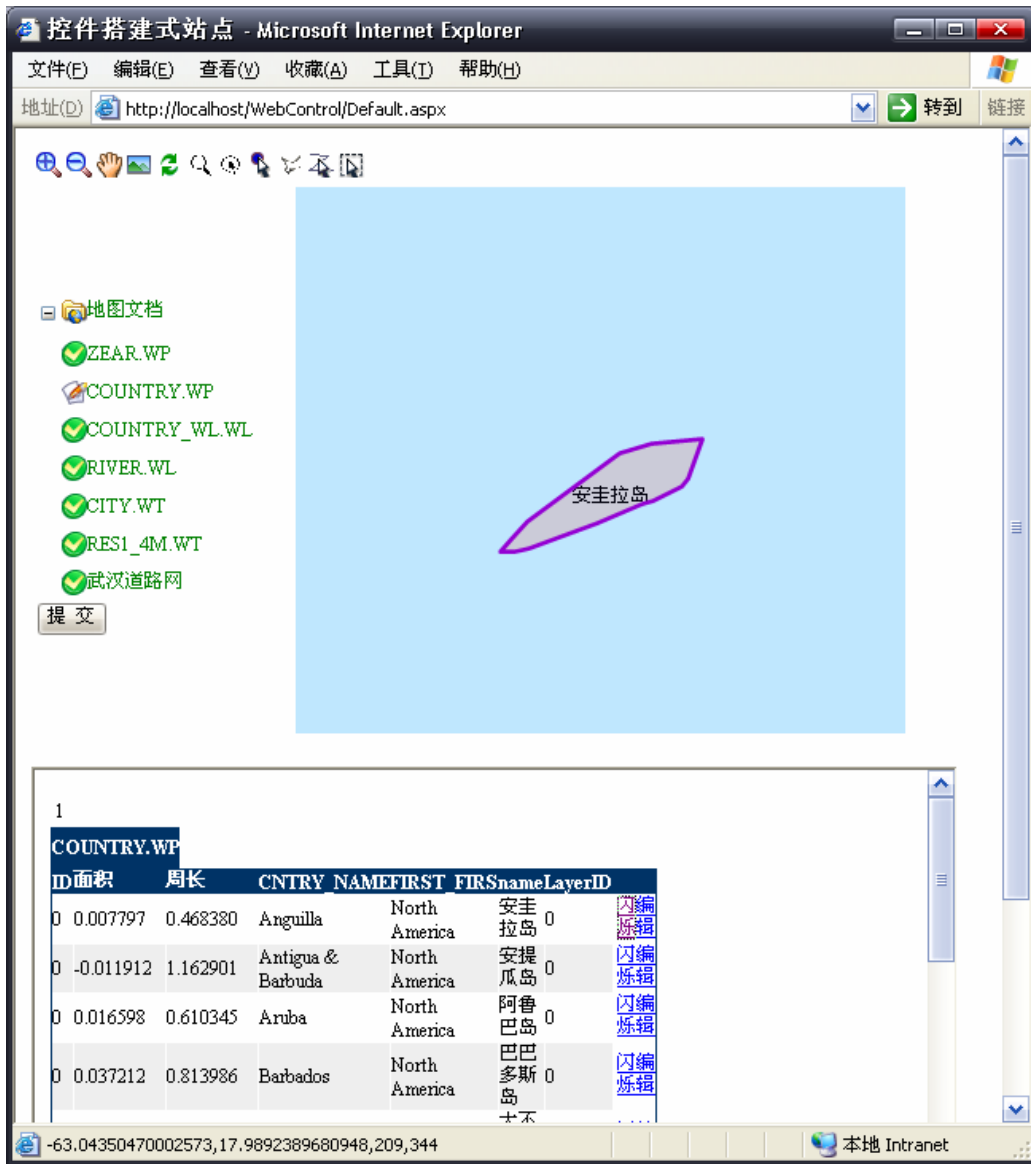 控件搭建式站点 - Microsoft Internet Explorer
文件(F) 编辑(E) 查看(V) 收藏(A) 工具(T) 帮助(H)
地址(D) http://localhost/WebControl/Default.aspx 转到 链接
地图文档
ZEAR.WP
COUNTRY.WP
COUNTRY_WL.WL
RIVER.WL
CITY.WT
RES1_4M.WT
武汉道路网
提 交
安圭拉岛
1
COUNTRY.WP
ID 面积 周长 CNTRY_NAME FIRST_FIRS name LayerID
0 0.007797 0.468380 Anguilla North America 安圭拉岛 0 闪烁 编辑
0 -0.011912 1.162901 Antigua & Barbuda North America 安提瓜岛 0 闪烁 编辑
0 0.016598 0.610345 Aruba North America 阿鲁巴岛 0 闪烁 编辑
0 0.037212 0.813986 Barbados North America 巴巴多斯岛 0 闪烁 编辑
-63.04350470002573,17.9892389680948,209,344 本地 Intranet